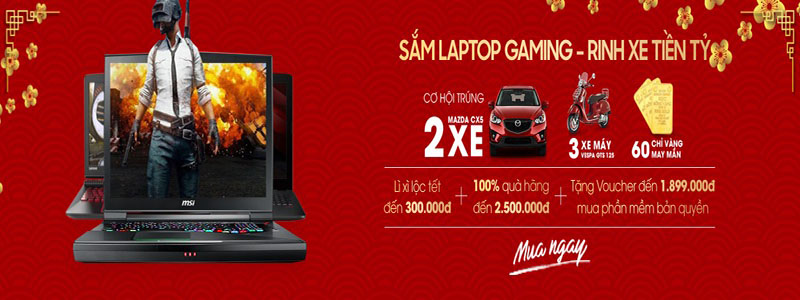 SẮM LAPTOP GAMING - RINH XE TIỀN TỶ
CƠ HỘI TRÚNG
2 XE
MAZDA CX5
3 XE MÁY
VESPA GTS 125
60 CHỈ VÀNG
MAY MẮN
Lì xì lộc tết
đến 300.000đ
+
100% quà hãng
đến 2.500.000đ
+
Tặng Voucher đến 1.899.000đ
mua phần mềm bản quyền
Mua ngay
msi